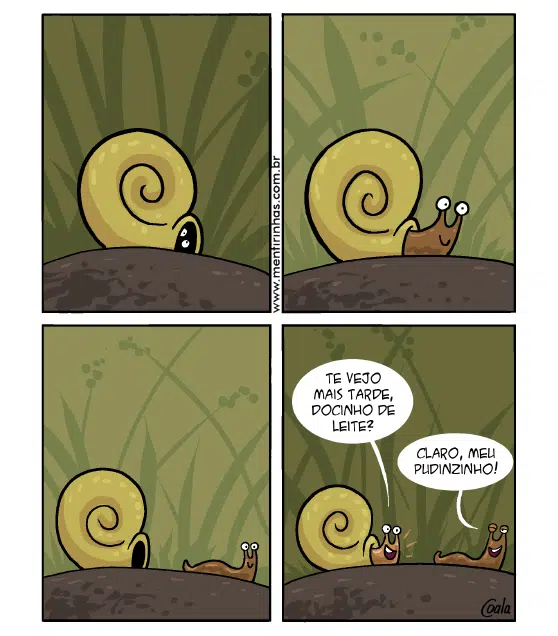 www.mentirinhas.com.br
TE VEJO
MAIS TARDE,
DOCINHO DE
LEITE?
CLARO, MEU
PUDINZINHO!
Coala